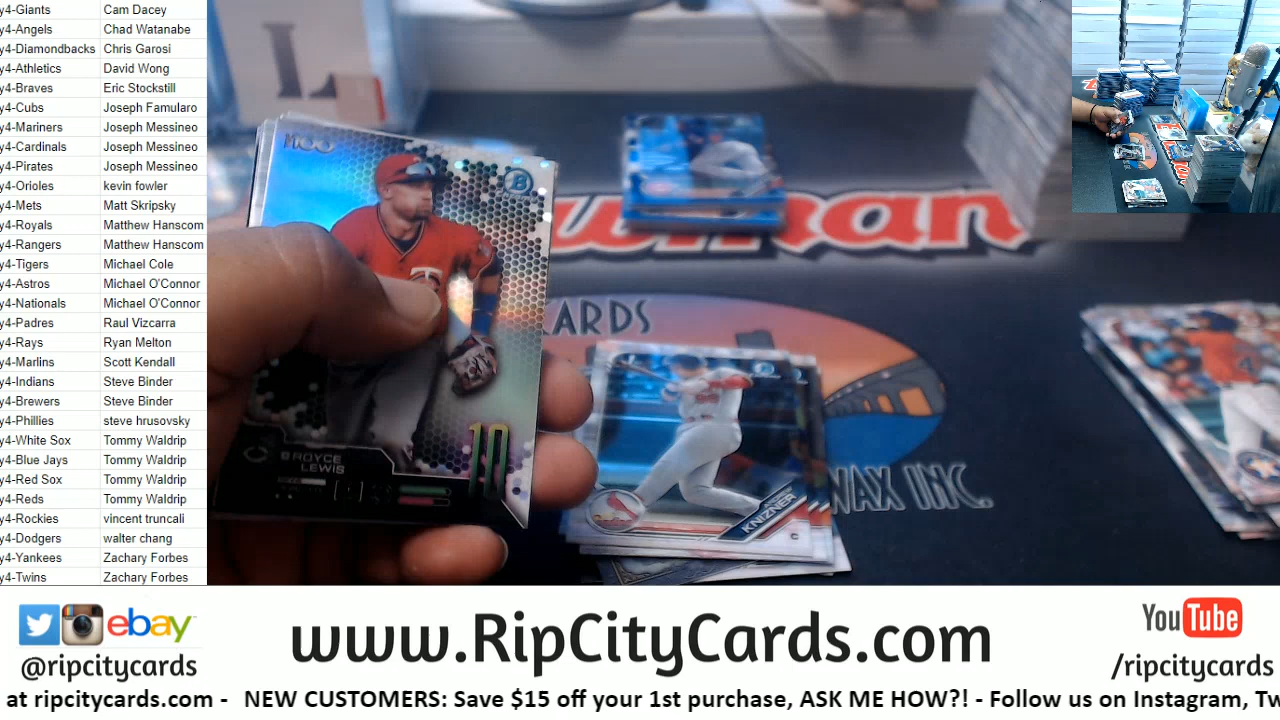 y4-Giants Cam Dacey
y4-Angels Chad Watanabe
y4-Diamondbacks Chris Garosi
y4-Athletics David Wong
y4-Braves Eric Stockstill
y4-Cubs Joseph Famularo
y4-Mariners Joseph Messineo
y4-Cardinals Joseph Messineo
y4-Pirates Joseph Messineo
y4-Orioles kevin fowler
y4-Mets Matt Skripsky
y4-Royals Matthew Hanscom
y4-Rangers Matthew Hanscom
y4-Tigers Michael Cole
y4-Astros Michael O'Connor
y4-Nationals Michael O'Connor
y4-Padres Raul Vizcarra
y4-Rays Ryan Melton
y4-Marlins Scott Kendall
y4-Indians Steve Binder
y4-Brewers Steve Binder
y4-Phillies steve hrusovsky
y4-White Sox Tommy Waldrip
y4-Blue Jays Tommy Waldrip
y4-Red Sox Tommy Waldrip
y4-Reds Tommy Waldrip
y4-Rockies vincent truncali
y4-Dodgers walter chang
y4-Yankees Zachary Forbes
y4-Twins Zachary Forbes
B
10
ROYCE
LEWIS
wman
CARDS
KNIZNER
WAX INC.
ebay
@ripcitycards
www.RipCityCards.com
YouTube
/ripcitycards
at ripcitycards.com - NEW CUSTOMERS: Save $15 off your 1st purchase, ASK ME HOW?! - Follow us on Instagram, Tw